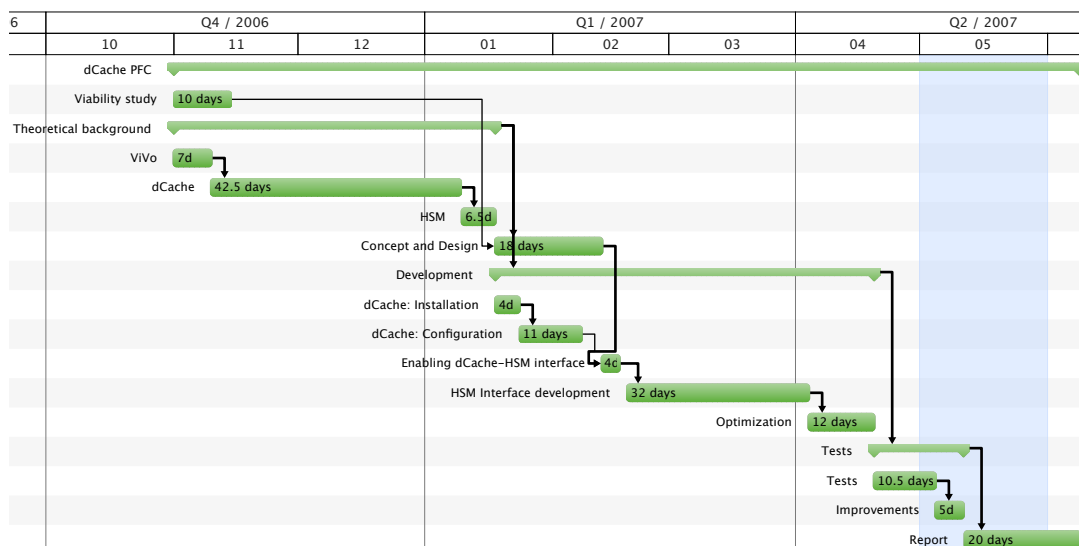 6 Q4 / 2006 Q1 / 2007 Q2 / 2007
10 11 12 01 02 03 04 05
dCache PFC
Viability study 10 days
Theoretical background
ViVo 7d
dCache 42.5 days
HSM 6.5d
Concept and Design 18 days
Development
dCache: Installation 4d
dCache: Configuration 11 days
Enabling dCache-HSM interface 4d
HSM Interface development 32 days
Optimization 12 days
Tests
Tests 10.5 days
Improvements 5d
Report 20 days